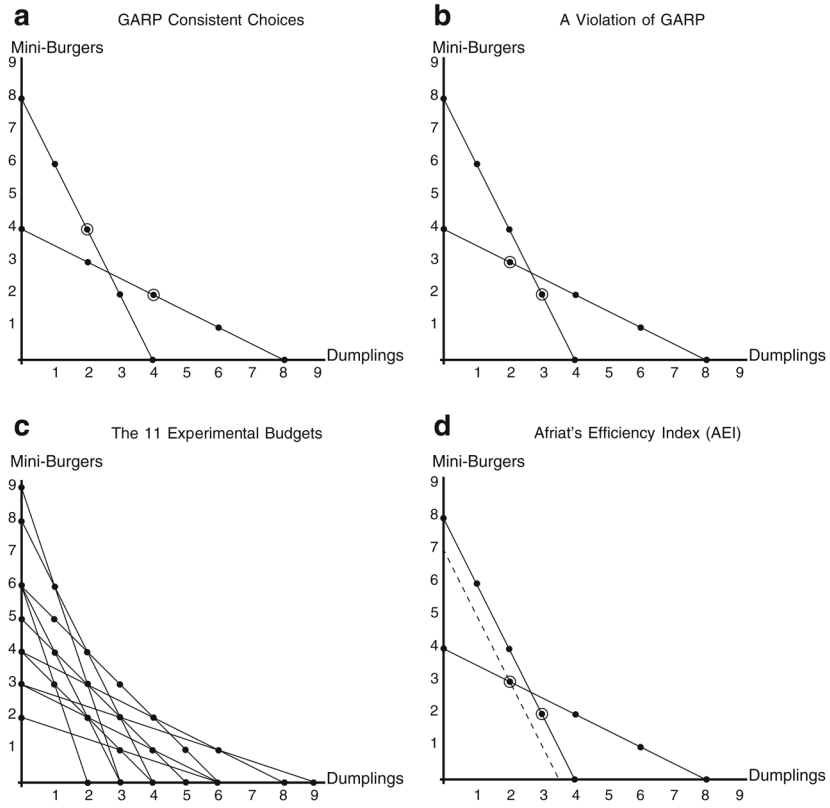 a GARP Consistent Choices
Mini-Burgers
9
8
7
6
5
4
3
2
1
Dumplings
1 2 3 4 5 6 7 8 9
b A Violation of GARP
Mini-Burgers
9
8
7
6
5
4
3
2
1
Dumplings
1 2 3 4 5 6 7 8 9
c The 11 Experimental Budgets
Mini-Burgers
9
8
7
6
5
4
3
2
1
Dumplings
1 2 3 4 5 6 7 8 9
d Afriat's Efficiency Index (AEI)
Mini-Burgers
9
8
7
6
5
4
3
2
1
Dumplings
1 2 3 4 5 6 7 8 9